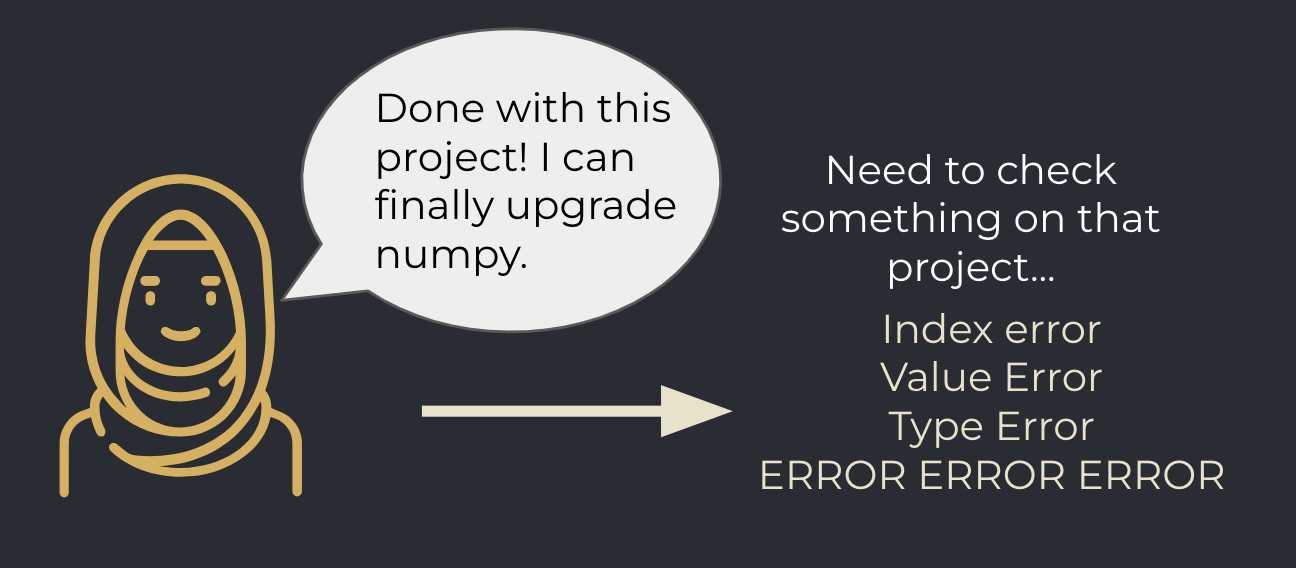 Done with this
project! I can
finally upgrade
numpy.
Need to check
something on that
project...
Index error
Value Error
Type Error
ERROR ERROR ERROR